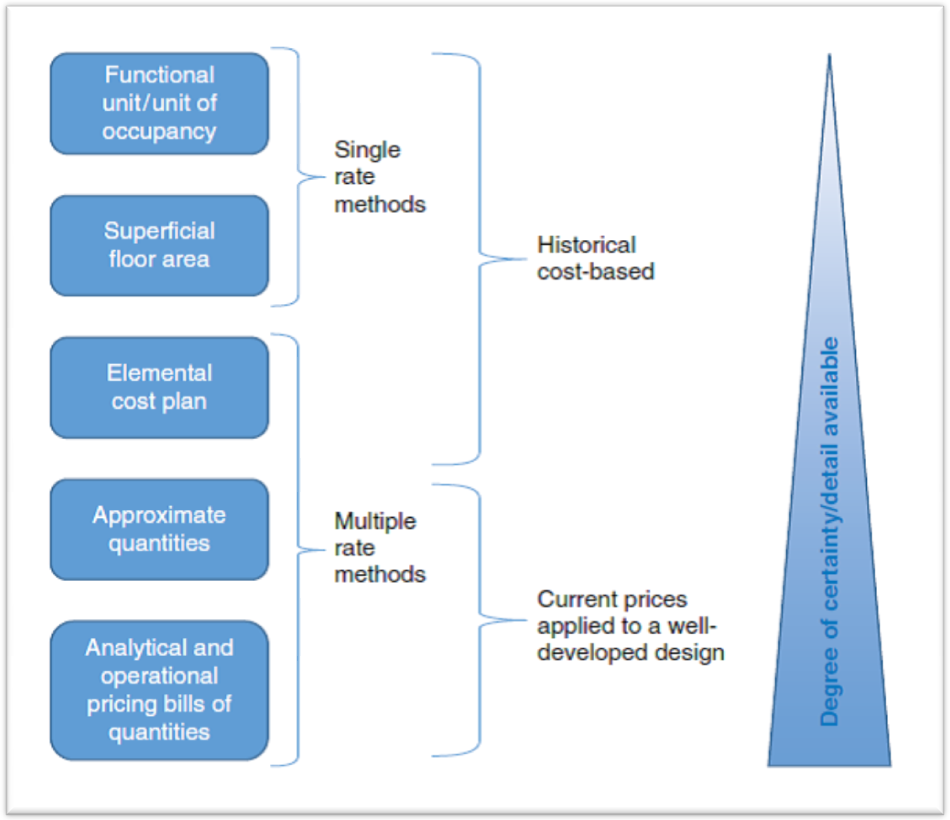 Functional
unit/unit of
occupancy
Superficial
floor area
Elemental
cost plan
Approximate
quantities
Analytical and
operational
pricing bills of
quantities
Single
rate
methods
Multiple
rate
methods
Historical
cost-based
Current prices
applied to a well-
developed design
Degree of certainty/detail available